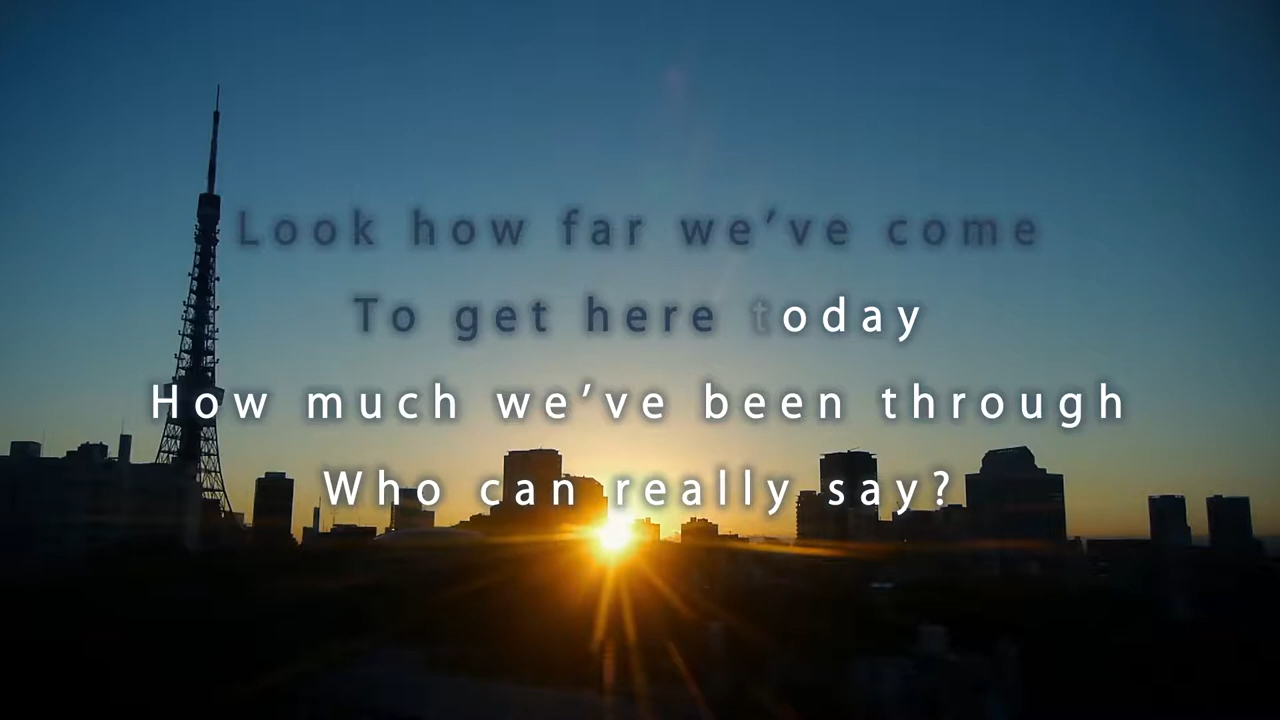 Look how far we’ve come
To get here today
How much we’ve been through
Who can really say?